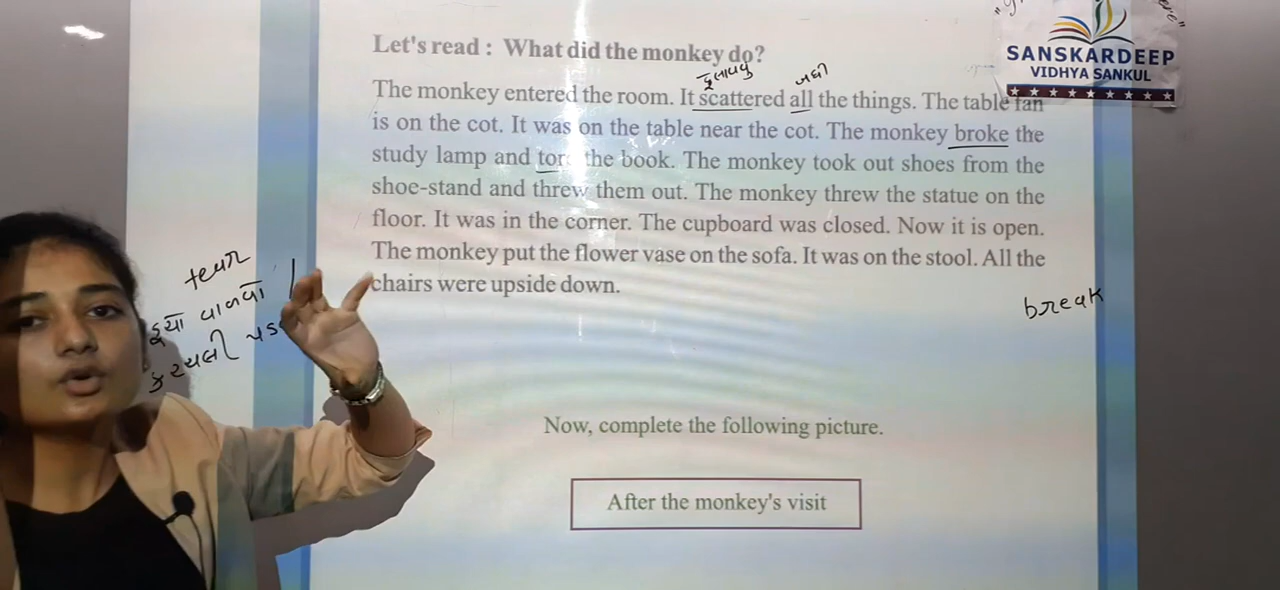 SANSKARDEEP
VIDHYA SANKUL
Let's read : What did the monkey do?
The monkey entered the room. It scattered all the things. The table fan
is on the cot. It was on the table near the cot. The monkey broke the
study lamp and tore the book. The monkey took out shoes from the
shoe-stand and threw them out. The monkey threw the statue on the
floor. It was in the corner. The cupboard was closed. Now it is open.
The monkey put the flower vase on the sofa. It was on the stool. All the
chairs were upside down.
tear
break
Now, complete the following picture.
After the monkey's visit